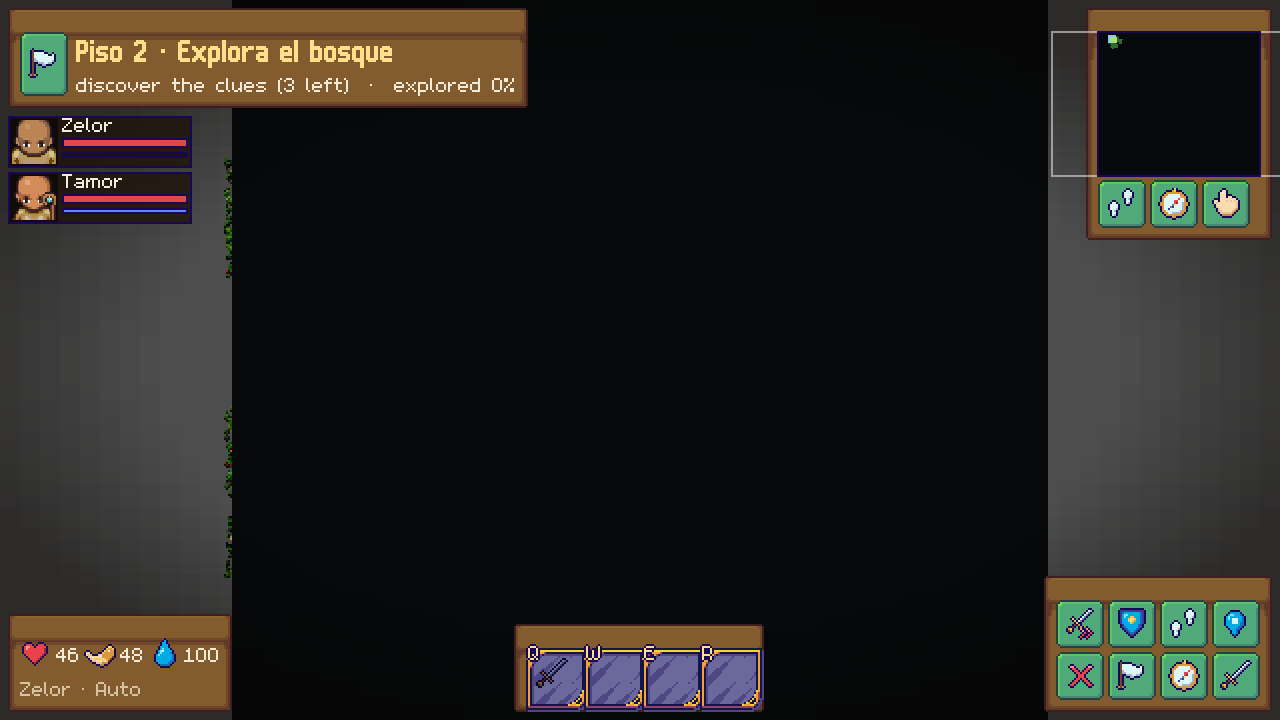 Piso 2 · Explora el bosque
discover the clues (3 left) · explored 0%
Zelor
Tamor
46 48 100
Zelor · Auto
Q W E R